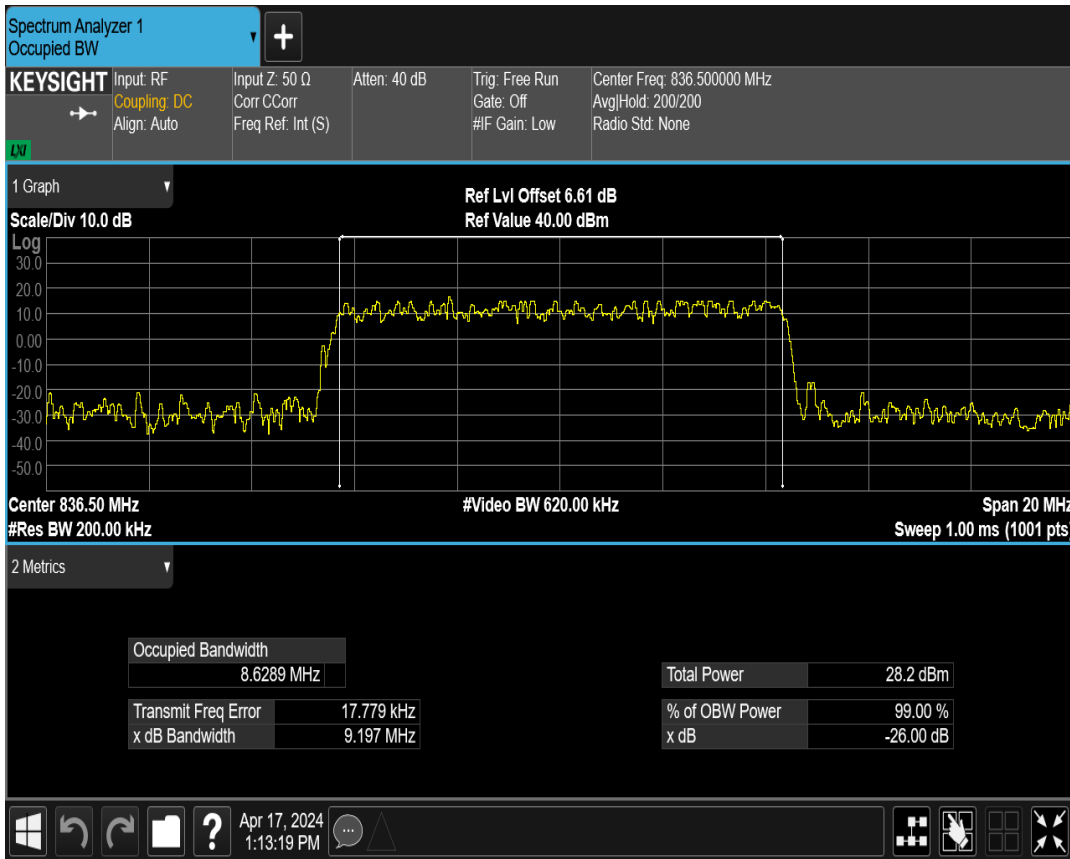 Spectrum Analyzer 1
Occupied BW
KEYSIGHT
LXI
Input: RF
Coupling: DC
Align: Auto
Input Z: 50 Ω
Corr CCorr
Freq Ref: Int (S)
Atten: 40 dB
Trig: Free Run
Gate: Off
#IF Gain: Low
Center Freq: 836.500000 MHz
Avg|Hold: 200/200
Radio Std: None
1 Graph
Scale/Div 10.0 dB
Ref Lvl Offset 6.61 dB
Ref Value 40.00 dBm
Log
30.0
20.0
10.0
0.00
-10.0
-20.0
-30.0
-40.0
-50.0
Center 836.50 MHz
#Video BW 620.00 kHz
Span 20 MHz
#Res BW 200.00 kHz
Sweep 1.00 ms (1001 pts)
2 Metrics
Occupied Bandwidth
8.6289 MHz
Transmit Freq Error 17.779 kHz
x dB Bandwidth 9.197 MHz
Total Power 28.2 dBm
% of OBW Power 99.00 %
x dB -26.00 dB
?
Apr 17, 2024
1:13:19 PM